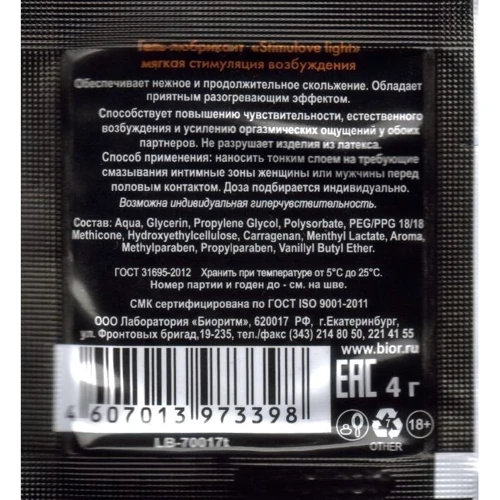 Гель-любрикант «Stimulove light»
мягкая стимуляция возбуждения
Обеспечивает нежное и продолжительное скольжение. Обладает
приятным разогревающим эффектом.
Способствует повышению чувствительности, естественного
возбуждения и усилению оргазмических ощущений у обоих
партнеров. Не разрушает изделия из латекса.
Способ применения: наносить тонким слоем на требующие
смазывания интимные зоны женщины или мужчины перед
половым контактом. Доза подбирается индивидуально.
Возможна индивидуальная гиперчувствительность.
Состав: Aqua, Glycerin, Propylene Glycol, Polysorbate, PEG/PPG 18/18
Methicone, Hydroxyethylcellulose, Carragenan, Menthyl Lactate, Aroma,
Methylparaben, Propylparaben, Vanillyl Butyl Ether.
ГОСТ 31695-2012 Хранить при температуре от 5°С до 25°С.
Номер партии и годен до - см. на шве.
СМК сертифицирована по ГОСТ ISO 9001-2011
ООО Лаборатория «Биоритм», 620017 РФ, г.Екатеринбург,
ул. Фронтовых бригад,19-235, тел./факс (343) 214 80 50, 221 41 55
www.bior.ru
EAC 4 г
4 607013 973398
7 18+
OTHER
LB-70017t